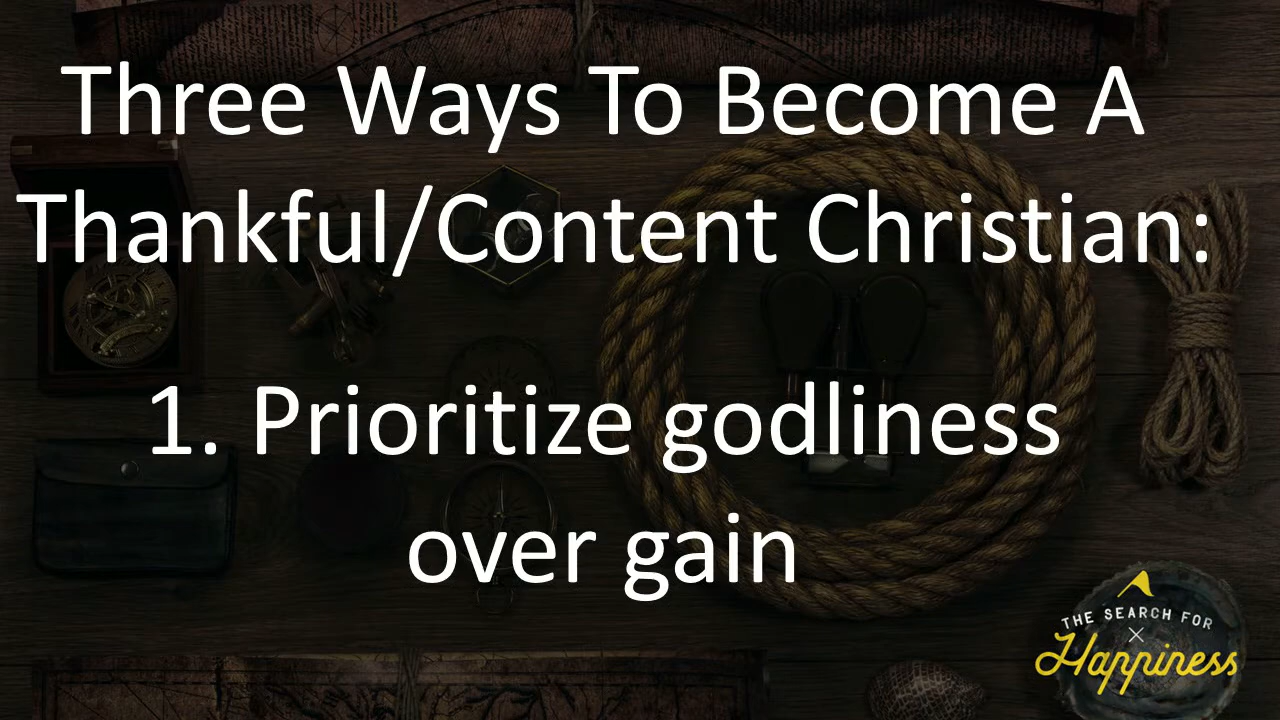 Three Ways To Become A
Thankful/Content Christian:
1. Prioritize godliness
over gain
THE SEARCH FOR
Happiness